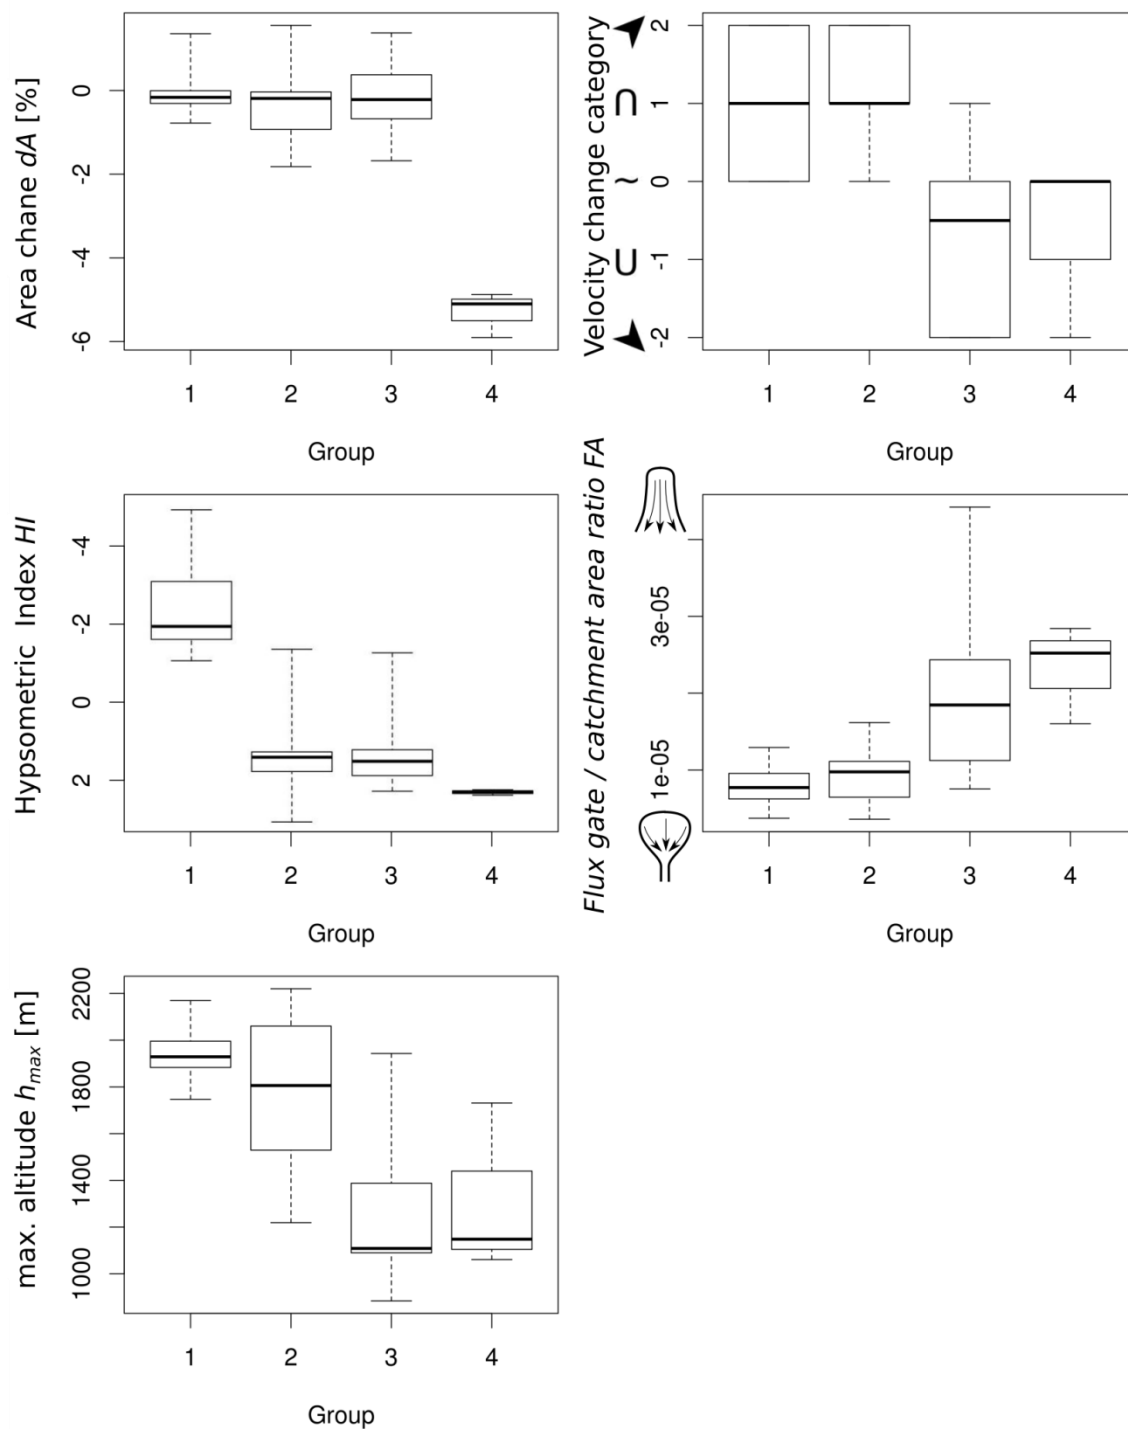 Area chane dA [%]
0
-2
-4
-6
1 2 3 4
Group
Velocity change category
2
1
0
-1
-2
∩
~
∪
1 2 3 4
Group
Hypsometric Index HI
-4
-2
0
2
1 2 3 4
Group
Flux gate / catchment area ratio FA
3e-05
1e-05
1 2 3 4
Group
max. altitude hmax [m]
2200
1800
1400
1000
1 2 3 4
Group